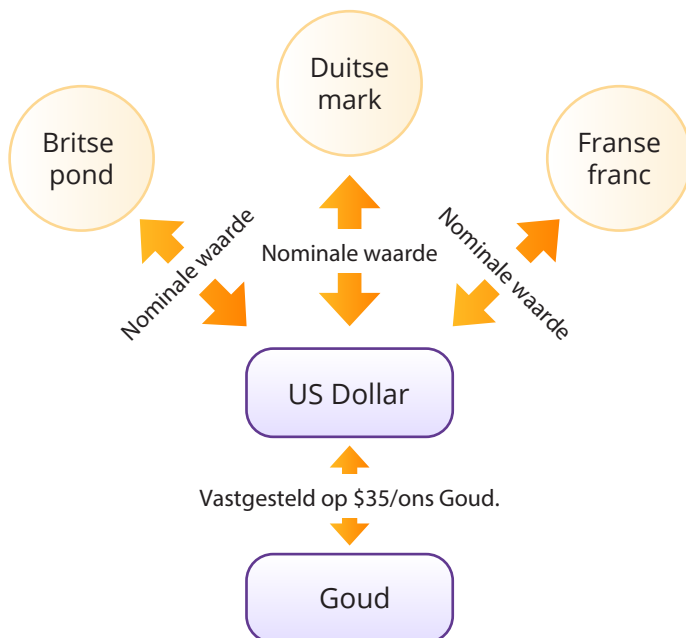 Duitse
mark
Britse
pond
Franse
franc
Nominale waarde
Nominale waarde
Nominale waarde
US Dollar
Vastgesteld op $35/ons Goud.
Goud